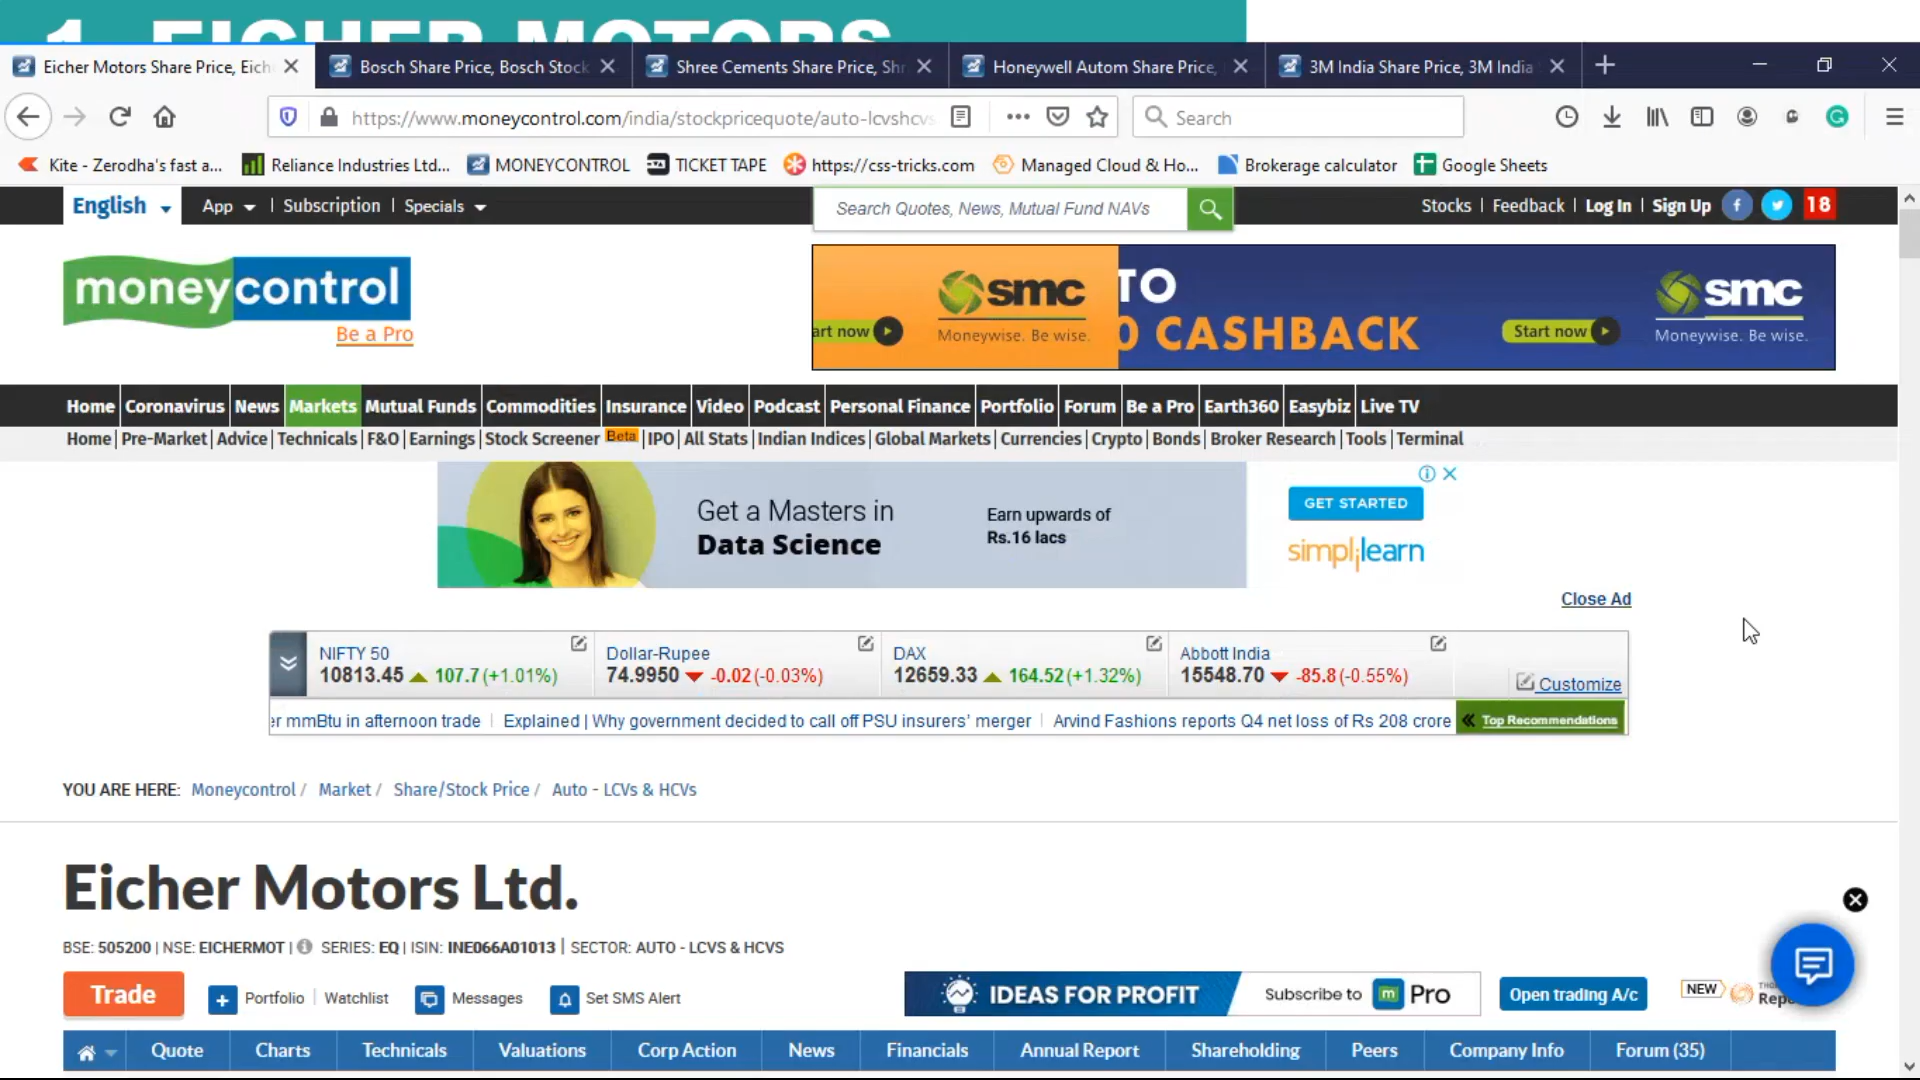 1. EICHER MOTORS
Eicher Motors Share Price, Eich
Bosch Share Price, Bosch Stock
Shree Cements Share Price, Shr
Honeywell Autom Share Price,
3M India Share Price, 3M India
https://www.moneycontrol.com/india/stockpricequote/auto-lcvshcvs
Search
Kite - Zerodha's fast a...
Reliance Industries Ltd...
MONEYCONTROL
TICKET TAPE
https://css-tricks.com
Managed Cloud & Ho...
Brokerage calculator
Google Sheets
English App | Subscription | Specials
Search Quotes, News, Mutual Fund NAVs
Stocks | Feedback | Log In | Sign Up 18
moneycontrol
Be a Pro
art now
smc
Moneywise. Be wise.
TO
0 CASHBACK
Start now
smc
Moneywise. Be wise.
Home Coronavirus News Markets Mutual Funds Commodities Insurance Video Podcast Personal Finance Portfolio Forum Be a Pro Earth360 Easybiz Live TV
Home | Pre-Market | Advice | Technicals | F&O | Earnings | Stock Screener Beta | IPO | All Stats | Indian Indices | Global Markets | Currencies | Crypto | Bonds | Broker Research | Tools | Terminal
Get a Masters in
Data Science
Earn upwards of
Rs.16 lacs
GET STARTED
simplilearn
Close Ad
NIFTY 50
10813.45 107.7 (+1.01%)
Dollar-Rupee
74.9950 -0.02 (-0.03%)
DAX
12659.33 164.52 (+1.32%)
Abbott India
15548.70 -85.8 (-0.55%)
Customize
er mmBtu in afternoon trade | Explained | Why government decided to call off PSU insurers' merger | Arvind Fashions reports Q4 net loss of Rs 208 crore
Top Recommendations
YOU ARE HERE: Moneycontrol / Market / Share/Stock Price / Auto - LCVs & HCVs
Eicher Motors Ltd.
BSE: 505200 | NSE: EICHERMOT | SERIES: EQ | ISIN: INE066A01013 | SECTOR: AUTO - LCVS & HCVS
Trade
Portfolio | Watchlist
Messages
Set SMS Alert
IDEAS FOR PROFIT
Subscribe to m Pro
Open trading A/c
NEW
Quote Charts Technicals Valuations Corp Action News Financials Annual Report Shareholding Peers Company Info Forum (35)